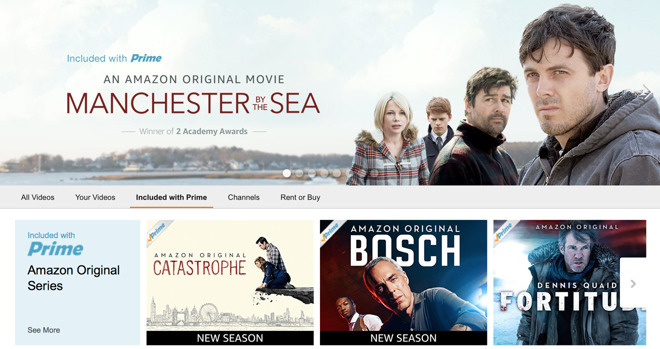 Included with Prime
AN AMAZON ORIGINAL MOVIE
MANCHESTER BY THE SEA
Winner of 2 Academy Awards
All Videos Your Videos Included with Prime Channels Rent or Buy
Included with
Prime
Amazon Original
Series
See More
Prime
AMAZON ORIGINAL
CATASTROPHE
NEW SEASON
Prime
AMAZON ORIGINAL
BOSCH
NEW SEASON
Prime
AMAZON ORIGINAL
DENNIS QUAID
FORTITUD